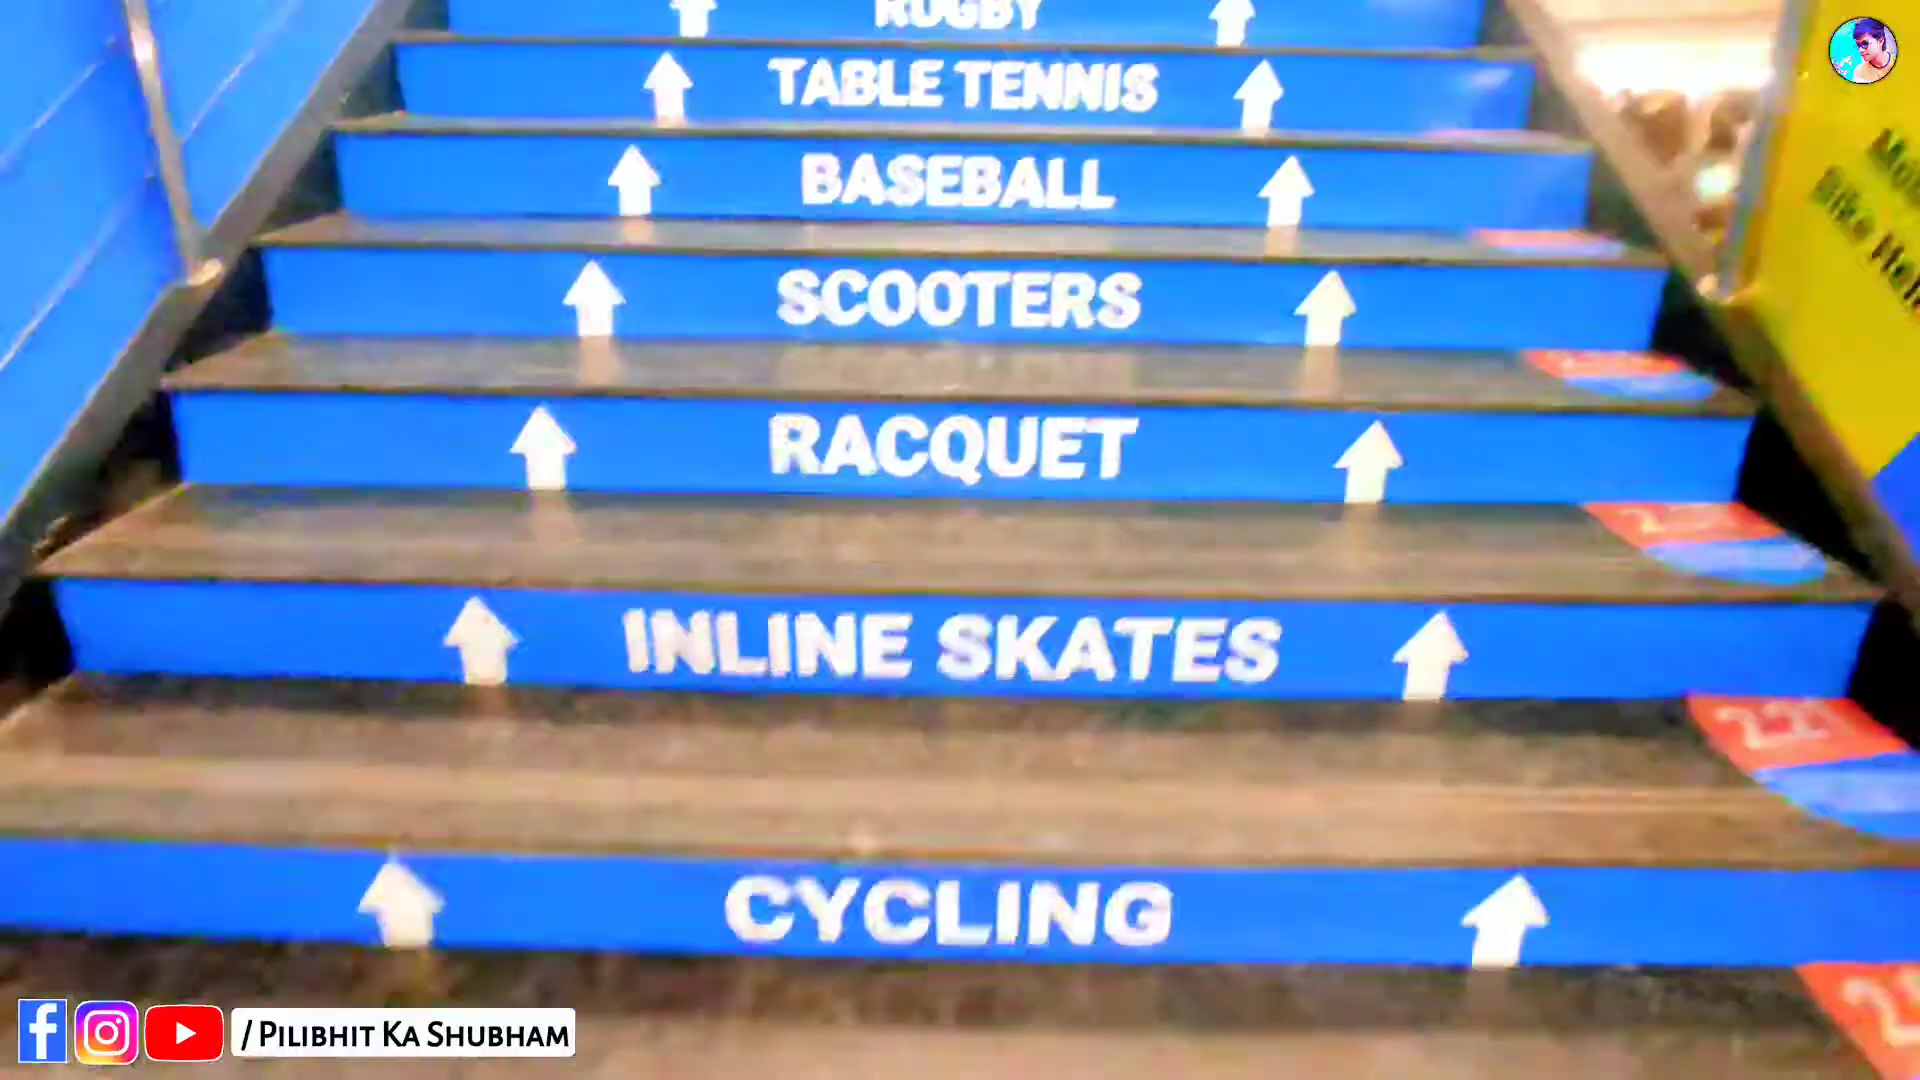 RUGBY
TABLE TENNIS
BASEBALL
SCOOTERS
RACQUET
INLINE SKATES
CYCLING
/ PILIBHIT KA SHUBHAM